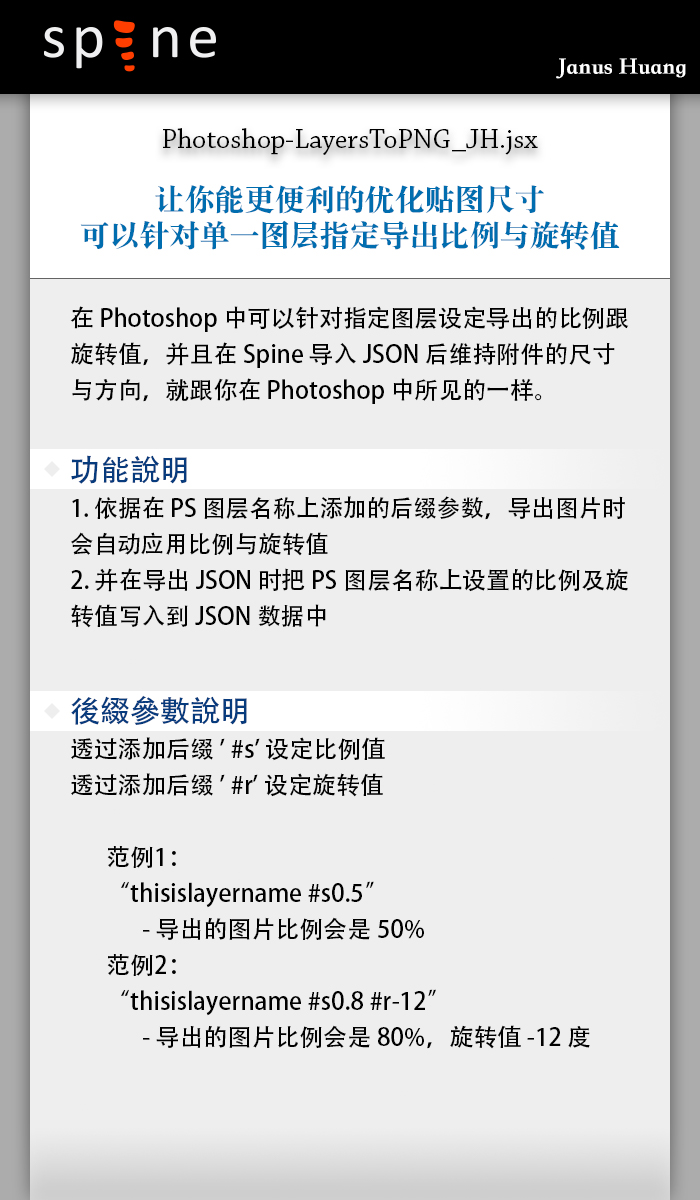 spine
Janus Huang
Photoshop-LayersToPNG_JH.jsx
让你能更便利的优化贴图尺寸
可以针对单一图层指定导出比例与旋转值
在 Photoshop 中可以针对指定图层设定导出的比例跟
旋转值，并且在 Spine 导入 JSON 后维持附件的尺寸
与方向，就跟你在 Photoshop 中所见的一样。
功能說明
1. 依据在 PS 图层名称上添加的后缀参数，导出图片时
会自动应用比例与旋转值
2. 并在导出 JSON 时把 PS 图层名称上设置的比例及旋
转值写入到 JSON 数据中
後綴參數說明
透过添加后缀 ’ #s’ 设定比例值
透过添加后缀 ’ #r’ 设定旋转值
范例1：
“thisislayername #s0.5”
- 导出的图片比例会是 50%
范例2：
“thisislayername #s0.8 #r-12”
- 导出的图片比例会是 80%，旋转值 -12 度